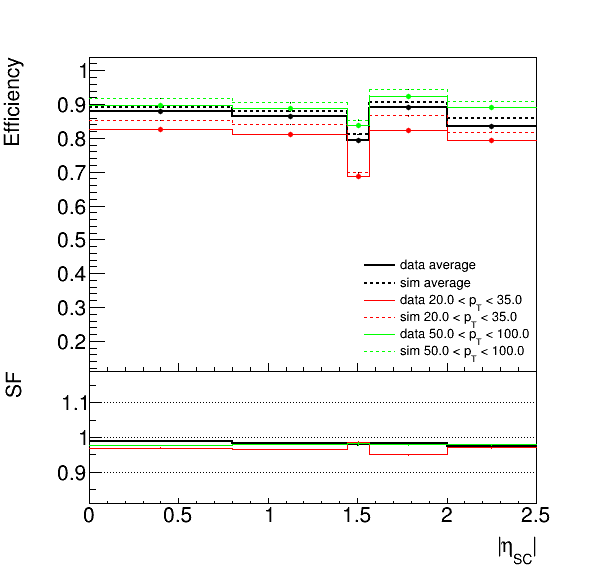 Efficiency
1
0.9
0.8
0.7
0.6
0.5
0.4
0.3
0.2
data average
sim average
data 20.0 < p_T < 35.0
sim 20.0 < p_T < 35.0
data 50.0 < p_T < 100.0
sim 50.0 < p_T < 100.0
SF
1.1
1
0.9
0 0.5 1 1.5 2 2.5
|η_SC|